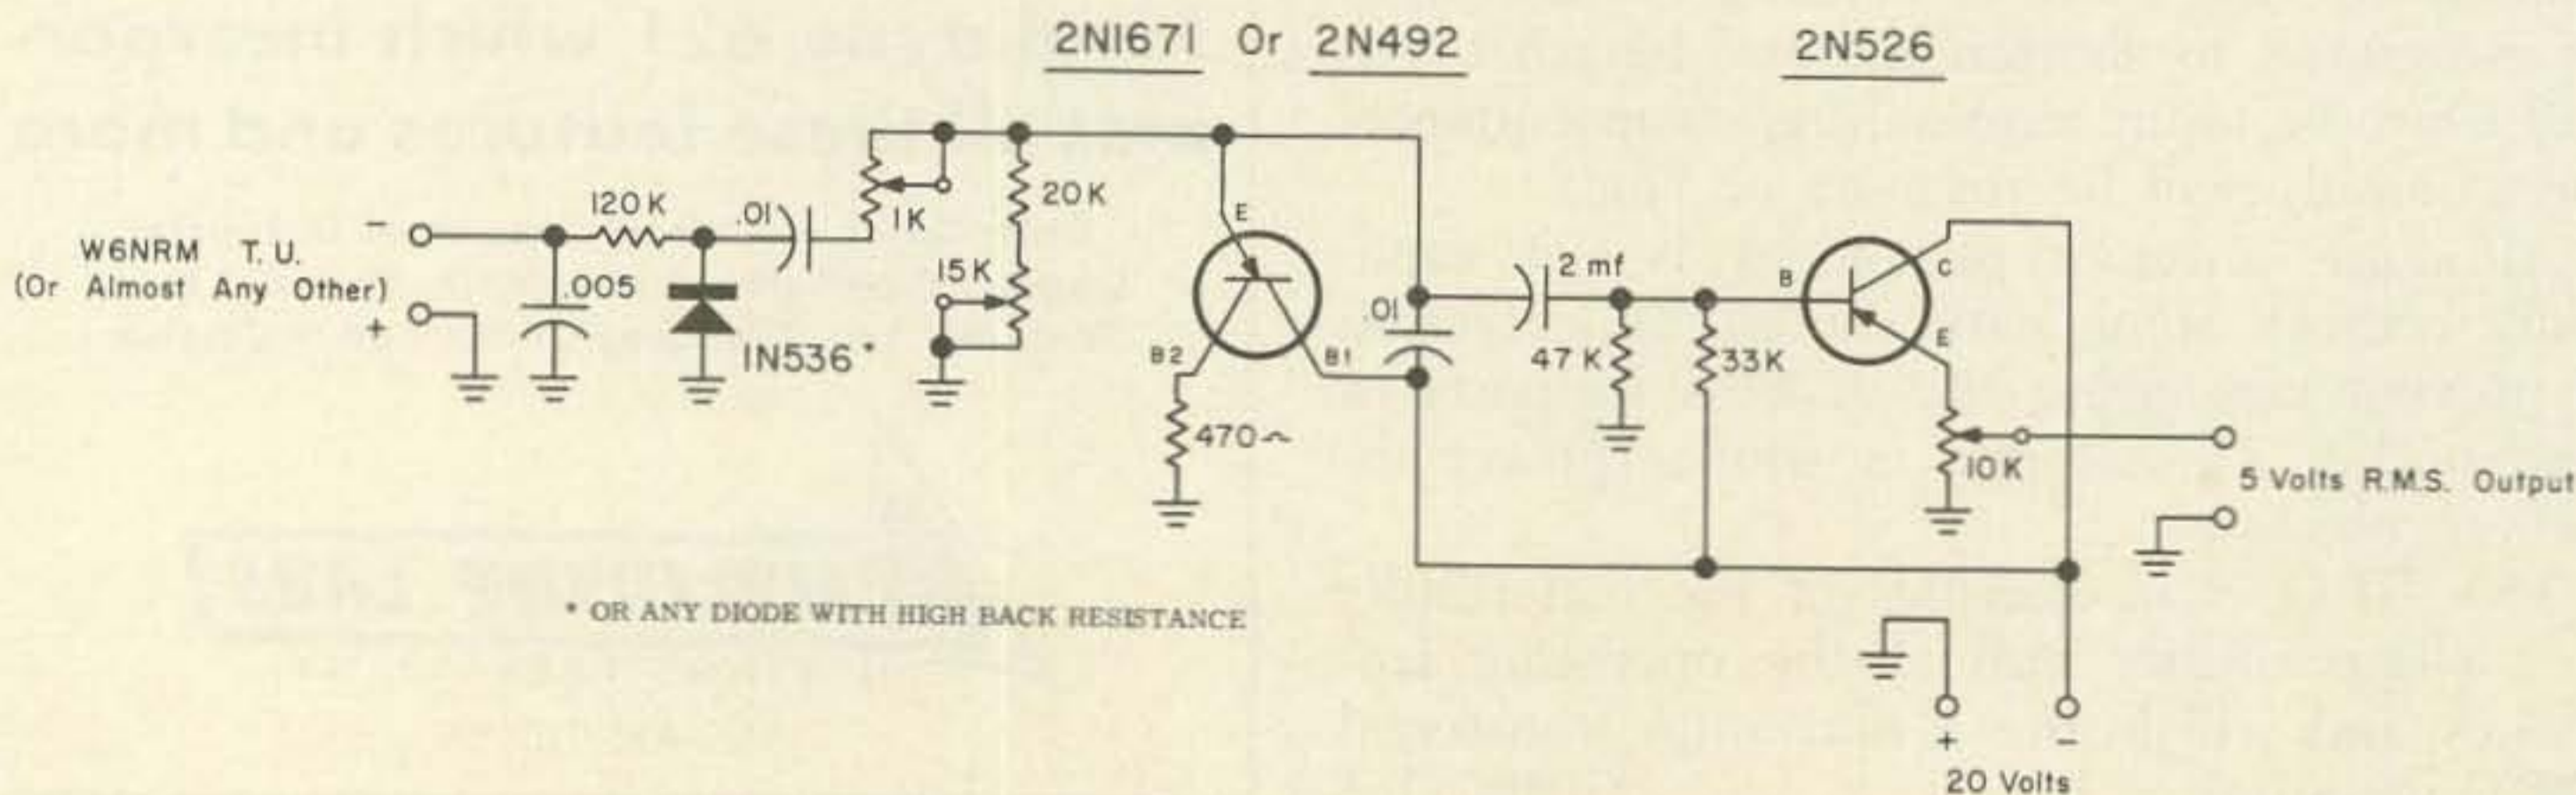 2N1671 Or 2N492
2N526
W6NRM T. U.
(Or Almost Any Other)
-
+
.005
120 K
1N536 *
.01
1K
15K
20K
E
B2
B1
470~
.01
2 mf
47 K
33K
B
C
E
10K
5 Volts R.M.S. Output
+ -
20 Volts
* OR ANY DIODE WITH HIGH BACK RESISTANCE